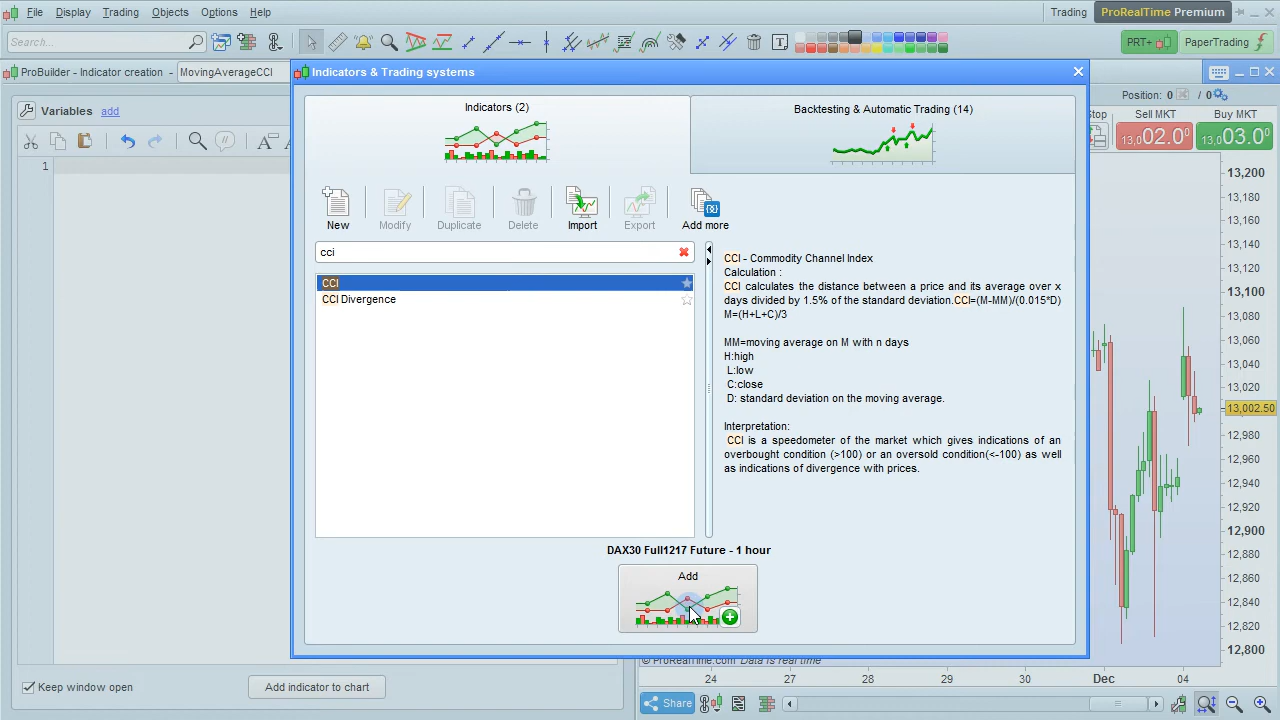 File Display Trading Objects Options Help
Trading ProRealTime Premium
Search...
PRT+ PaperTrading
ProBuilder - Indicator creation - MovingAverageCCI
Indicators & Trading systems
Variables add
1
Keep window open
Add indicator to chart
Indicators (2)
Backtesting & Automatic Trading (14)
New Modify Duplicate Delete Import Export Add more
cci
CCI
CCI Divergence
CCI - Commodity Channel Index
Calculation :
CCI calculates the distance between a price and its average over x
days divided by 1.5% of the standard deviation.CCI=(M-MM)/(0.015*D)
M=(H+L+C)/3
MM=moving average on M with n days
H:high
L:low
C:close
D: standard deviation on the moving average.
Interpretation:
CCI is a speedometer of the market which gives indications of an
overbought condition (>100) or an oversold condition(<-100) as well
as indications of divergence with prices.
DAX30 Full1217 Future - 1 hour
Add
Position: 0 / 0
Stop Sell MKT Buy MKT
13,002.0⁰ 13,003.0⁰
13,200
13,180
13,160
13,140
13,120
13,100
13,080
13,060
13,040
13,020
13,002.50
12,980
12,960
12,940
12,920
12,900
12,880
12,860
12,840
12,820
12,800
© ProRealTime.com Data is real time
24 27 28 29 30 Dec 04
Share